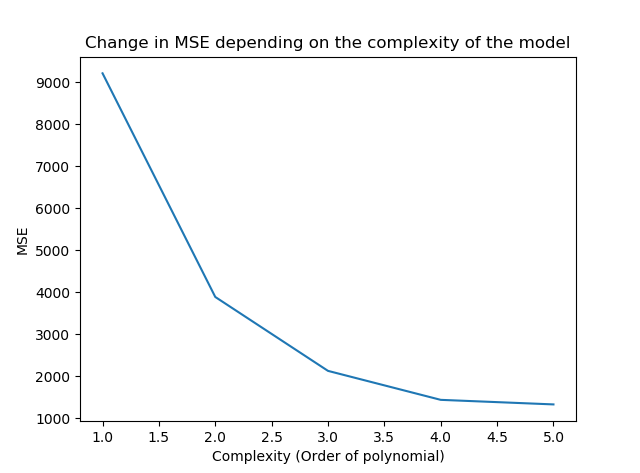 Change in MSE depending on the complexity of the model
9000
8000
7000
6000
5000
4000
3000
2000
1000
MSE
1.0 1.5 2.0 2.5 3.0 3.5 4.0 4.5 5.0
Complexity (Order of polynomial)